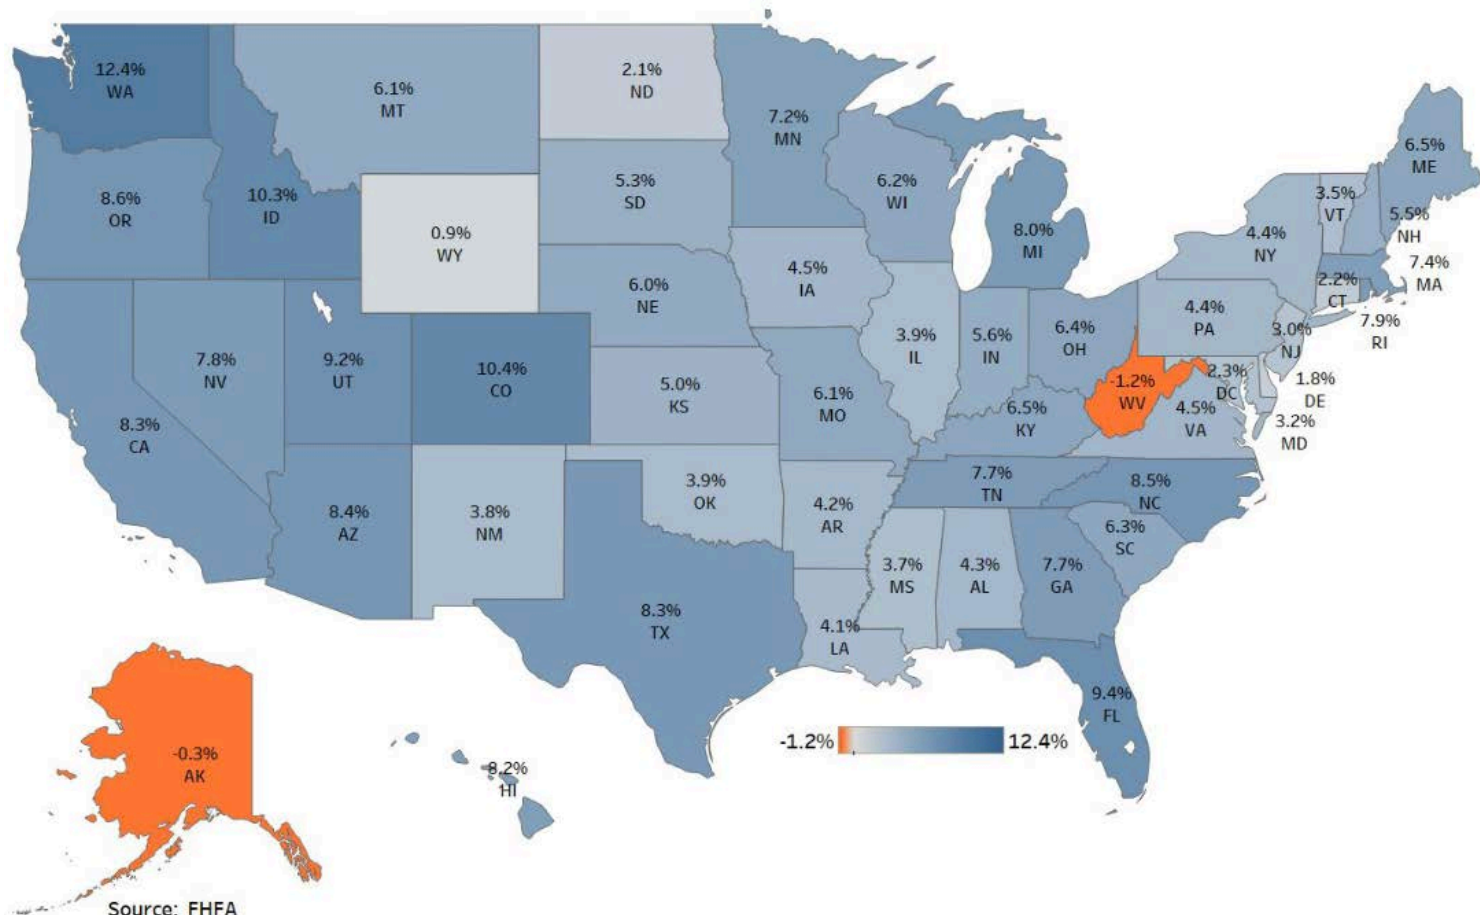 12.4%
WA
6.1%
MT
2.1%
ND
7.2%
MN
6.5%
ME
8.6%
OR
10.3%
ID
0.9%
WY
5.3%
SD
6.2%
WI
8.0%
MI
4.4%
NY
3.5%
VT
5.5%
NH
7.4%
MA
2.2%
CT
7.9%
RI
7.8%
NV
9.2%
UT
10.4%
CO
6.0%
NE
4.5%
IA
3.9%
IL
5.6%
IN
6.4%
OH
4.4%
PA
3.0%
NJ
8.3%
CA
5.0%
KS
6.1%
MO
6.5%
KY
-1.2%
WV
2.3%
DC
4.5%
VA
1.8%
DE
3.2%
MD
8.4%
AZ
3.8%
NM
3.9%
OK
4.2%
AR
7.7%
TN
8.5%
NC
6.3%
SC
8.3%
TX
4.1%
LA
3.7%
MS
4.3%
AL
7.7%
GA
9.4%
FL
-0.3%
AK
8.2%
HI
-1.2% 12.4%
Source: FHFA